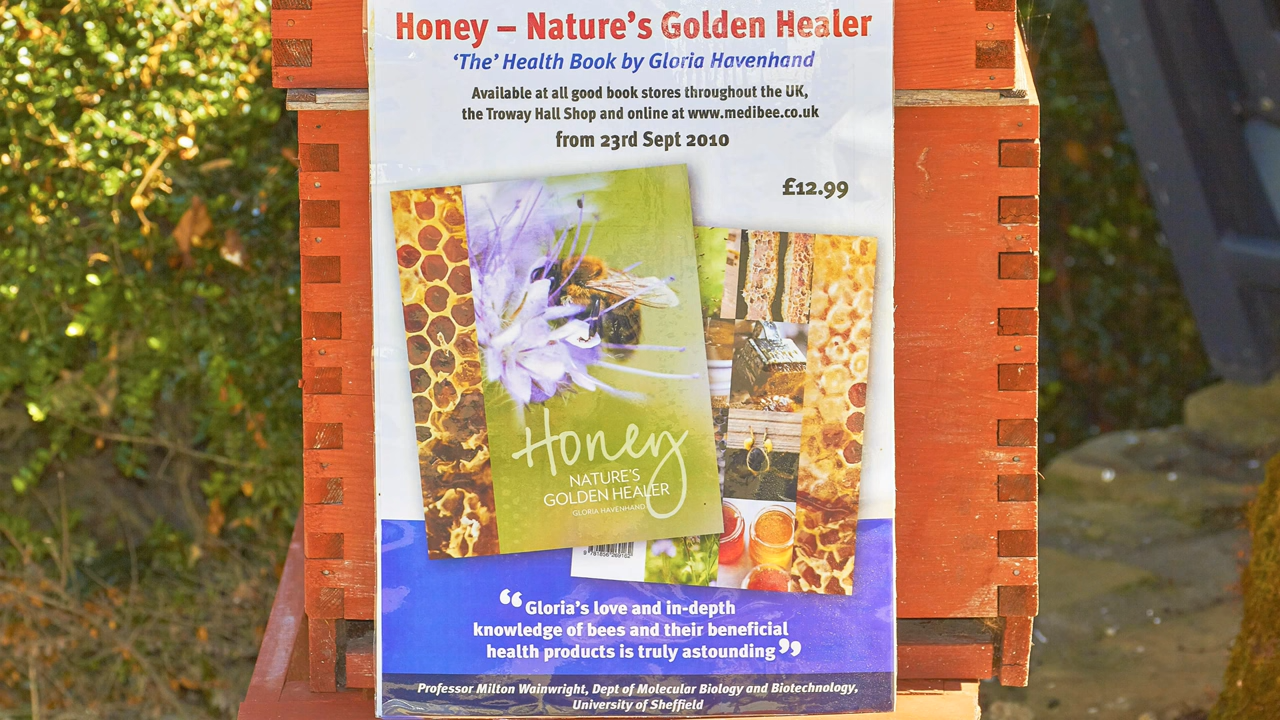 Honey – Nature's Golden Healer
'The' Health Book by Gloria Havenhand
Available at all good book stores throughout the UK,
the Troway Hall Shop and online at www.medibee.co.uk
from 23rd Sept 2010
£12.99
Honey
NATURE'S
GOLDEN HEALER
GLORIA HAVENHAND
“Gloria's love and in-depth
knowledge of bees and their beneficial
health products is truly astounding”
Professor Milton Wainwright, Dept of Molecular Biology and Biotechnology,
University of Sheffield